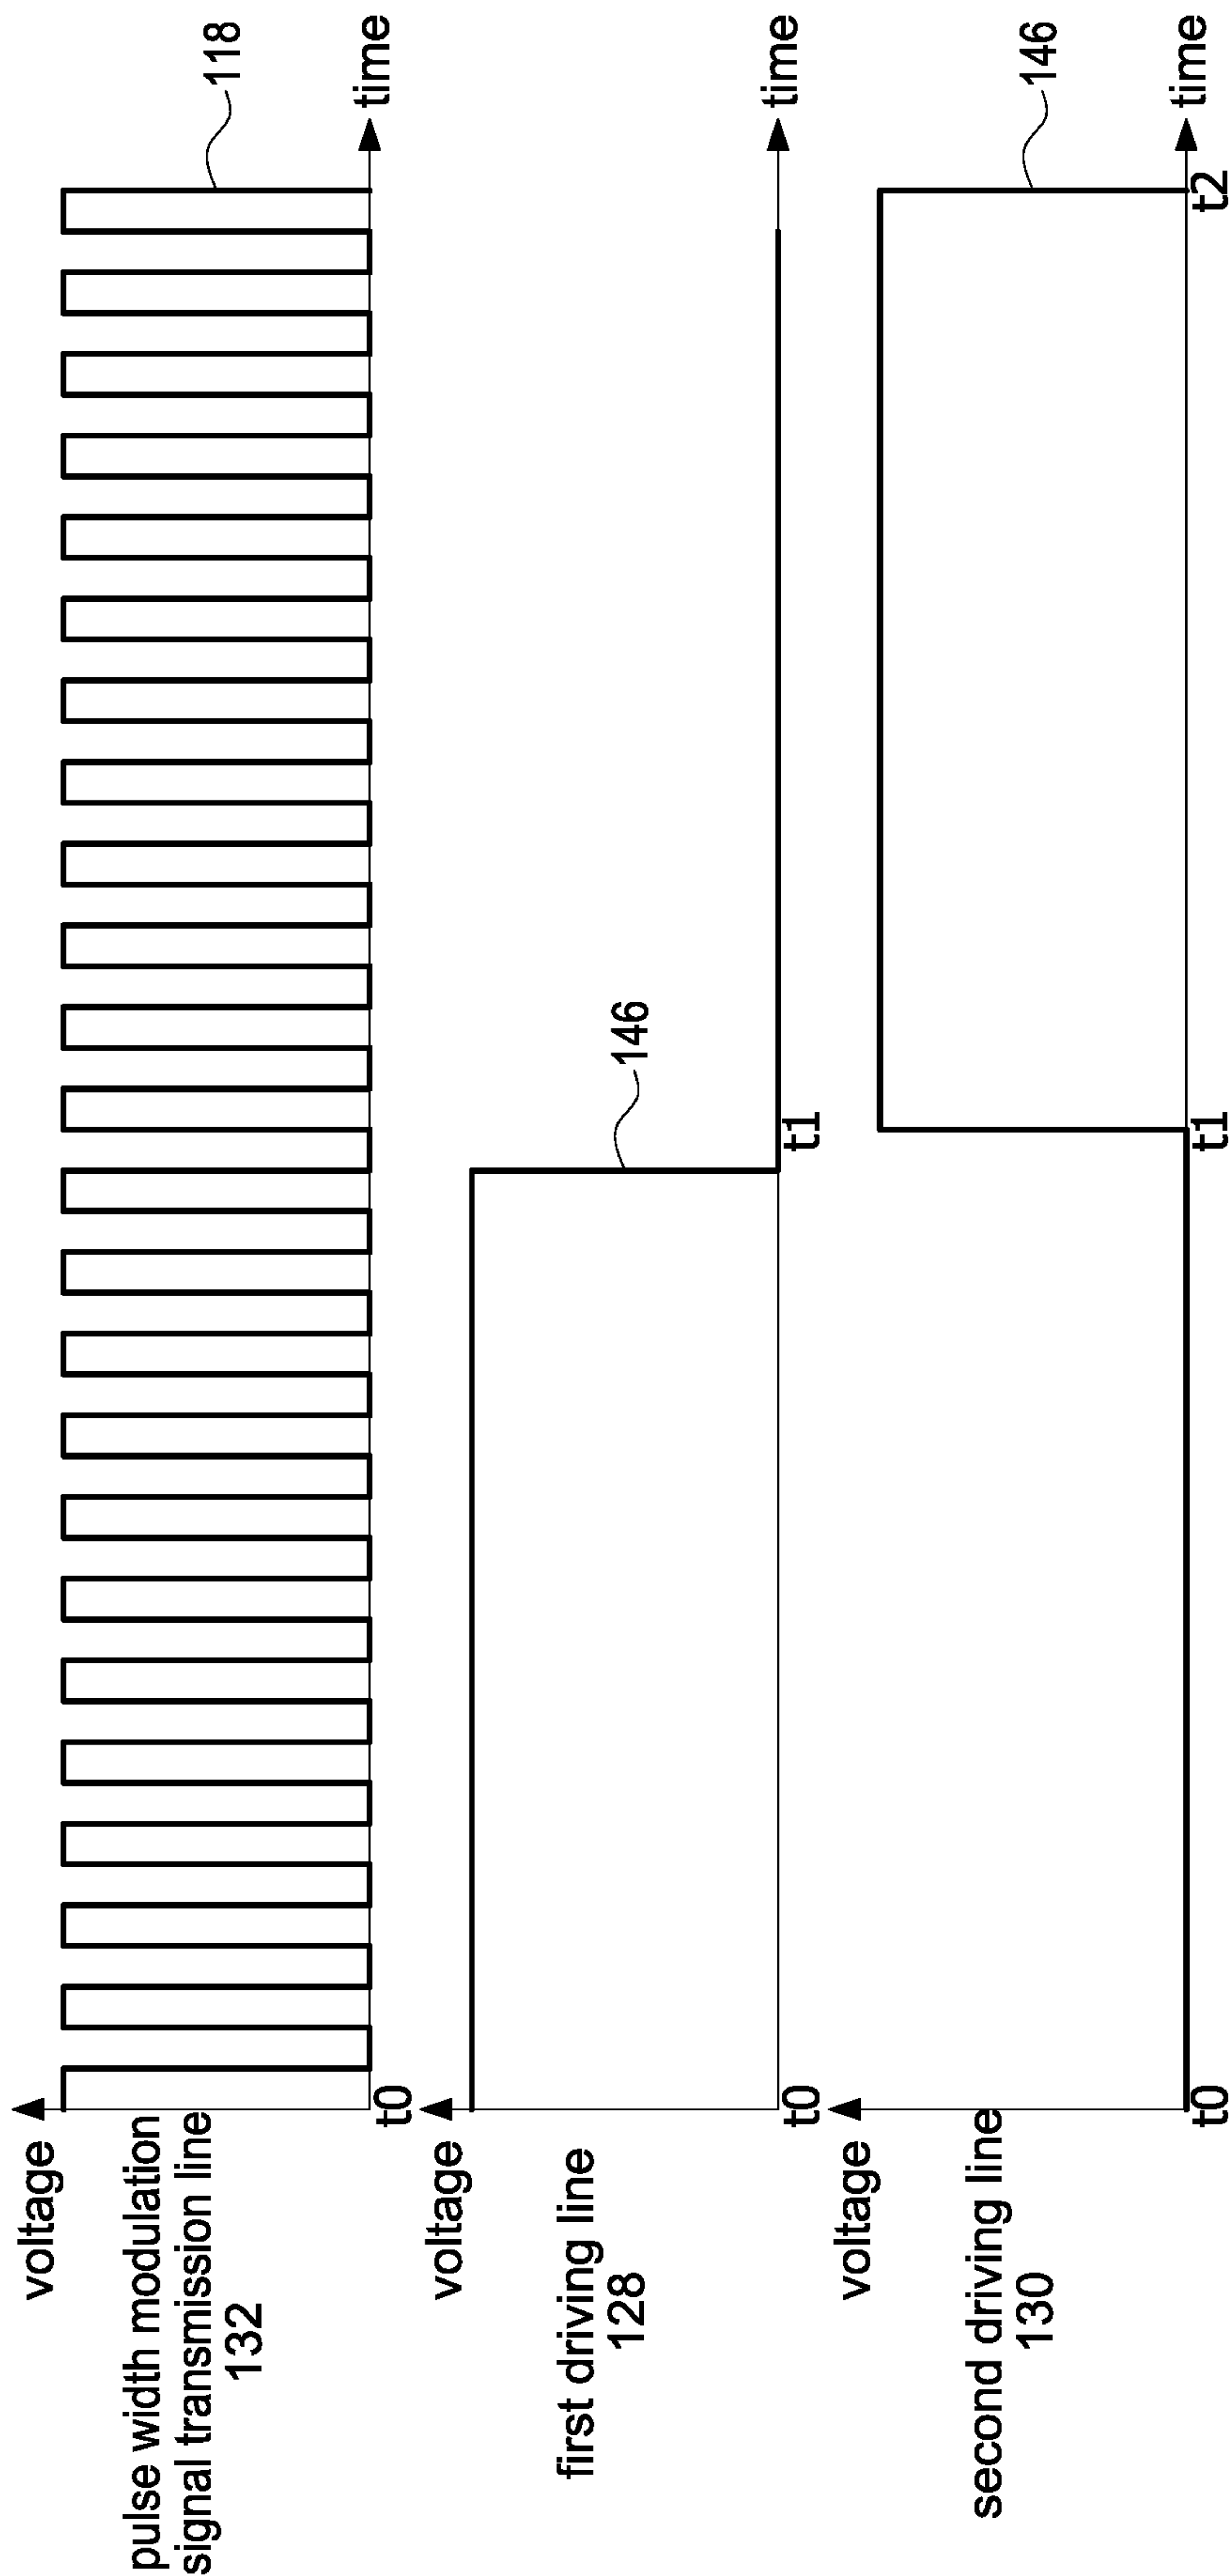 voltage
pulse width modulation
signal transmission line
132
118
t0
time
voltage
first driving line
128
146
t0
t1
time
voltage
second driving line
130
146
t0
t1
t2
time